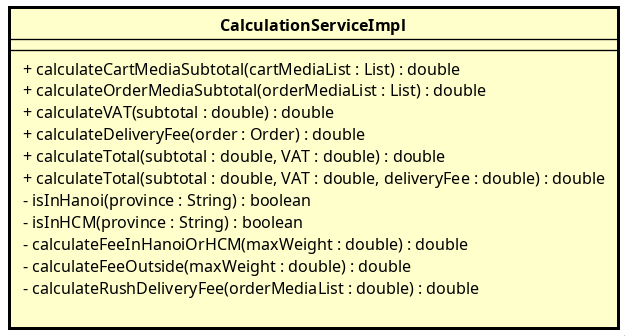 CalculationServiceImpl
+ calculateCartMediaSubtotal(cartMediaList : List) : double
+ calculateOrderMediaSubtotal(orderMediaList : List) : double
+ calculateVAT(subtotal : double) : double
+ calculateDeliveryFee(order : Order) : double
+ calculateTotal(subtotal : double, VAT : double) : double
+ calculateTotal(subtotal : double, VAT : double, deliveryFee : double) : double
- isInHanoi(province : String) : boolean
- isInHCM(province : String) : boolean
- calculateFeeInHanoiOrHCM(maxWeight : double) : double
- calculateFeeOutside(maxWeight : double) : double
- calculateRushDeliveryFee(orderMediaList : double) : double